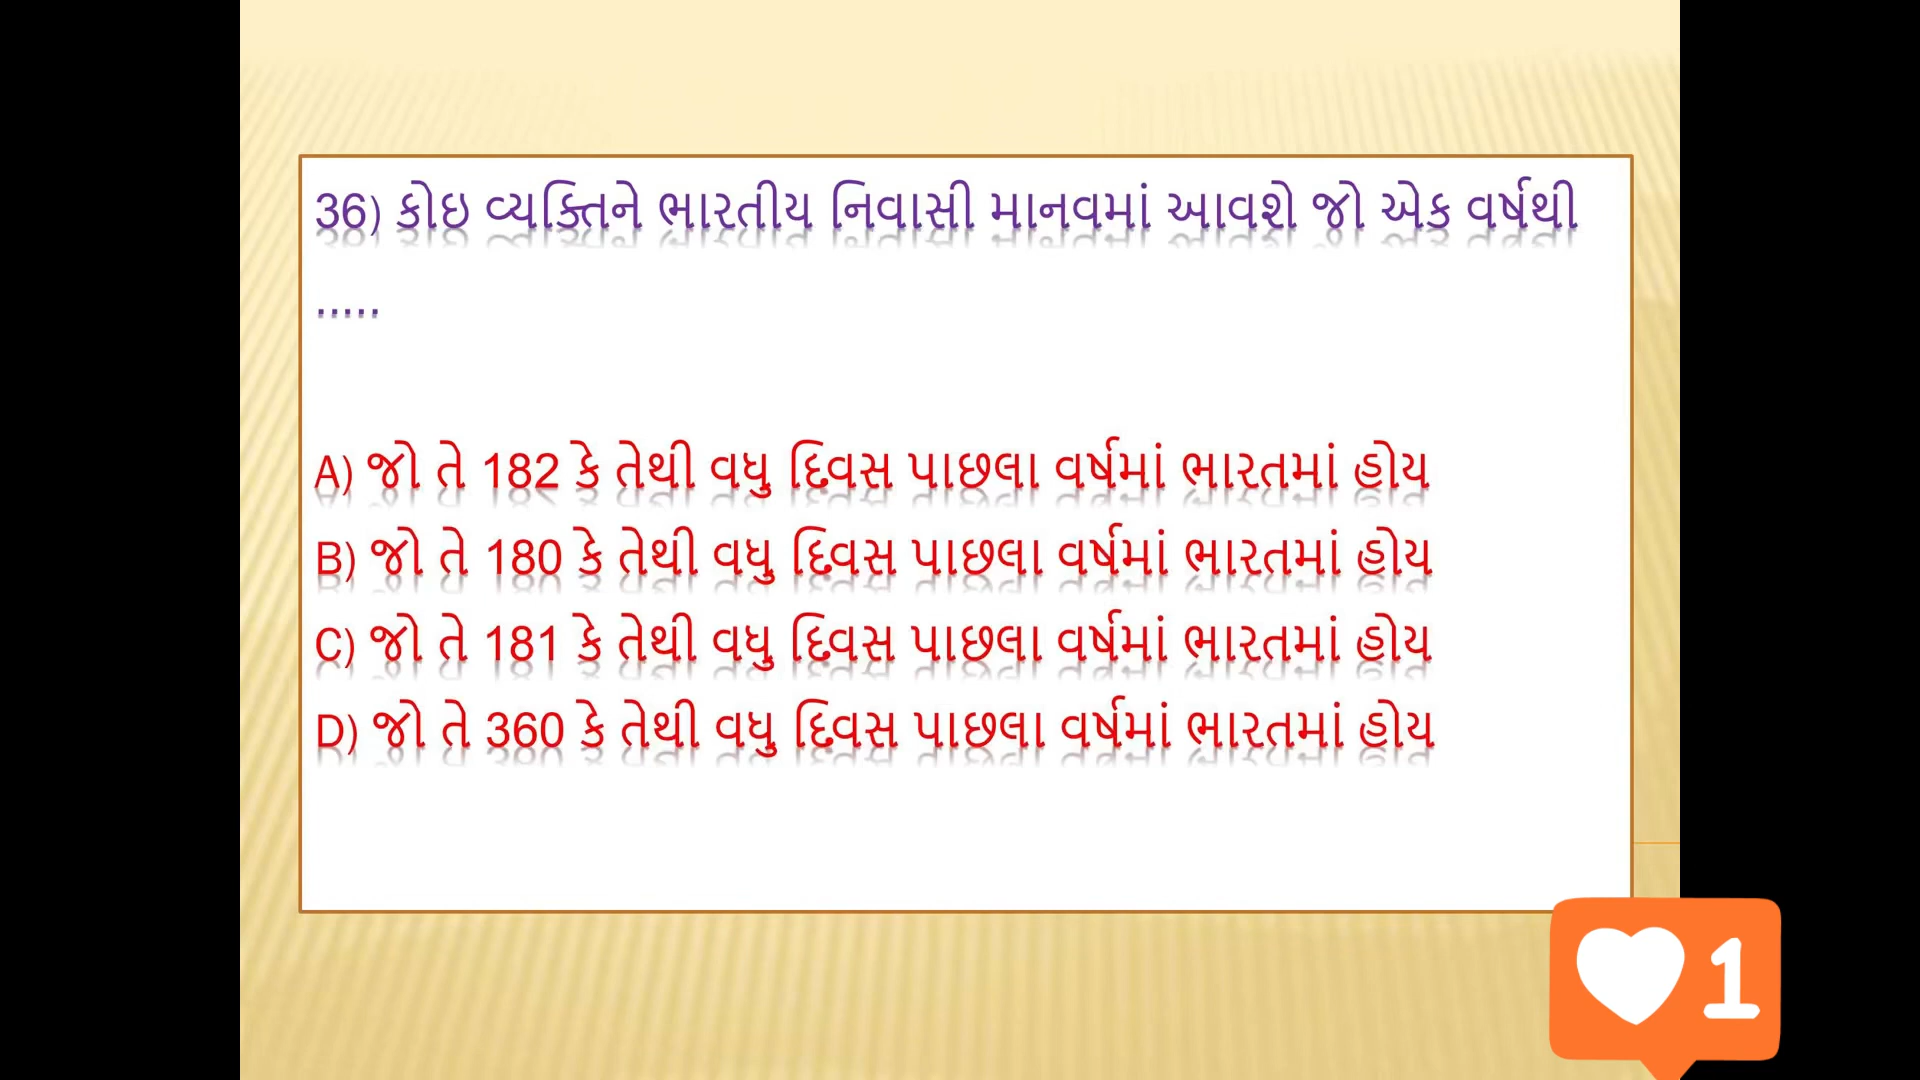 36) કોઇ વ્યક્તિને ભારતીય નિવાસી માનવમાં આવશે જો એક વર્ષથી
.....
A) જો તે 182 કે તેથી વધુ દિવસ પાછલા વર્ષમાં ભારતમાં હોય
B) જો તે 180 કે તેથી વધુ દિવસ પાછલા વર્ષમાં ભારતમાં હોય
C) જો તે 181 કે તેથી વધુ દિવસ પાછલા વર્ષમાં ભારતમાં હોય
D) જો તે 360 કે તેથી વધુ દિવસ પાછલા વર્ષમાં ભારતમાં હોય
1